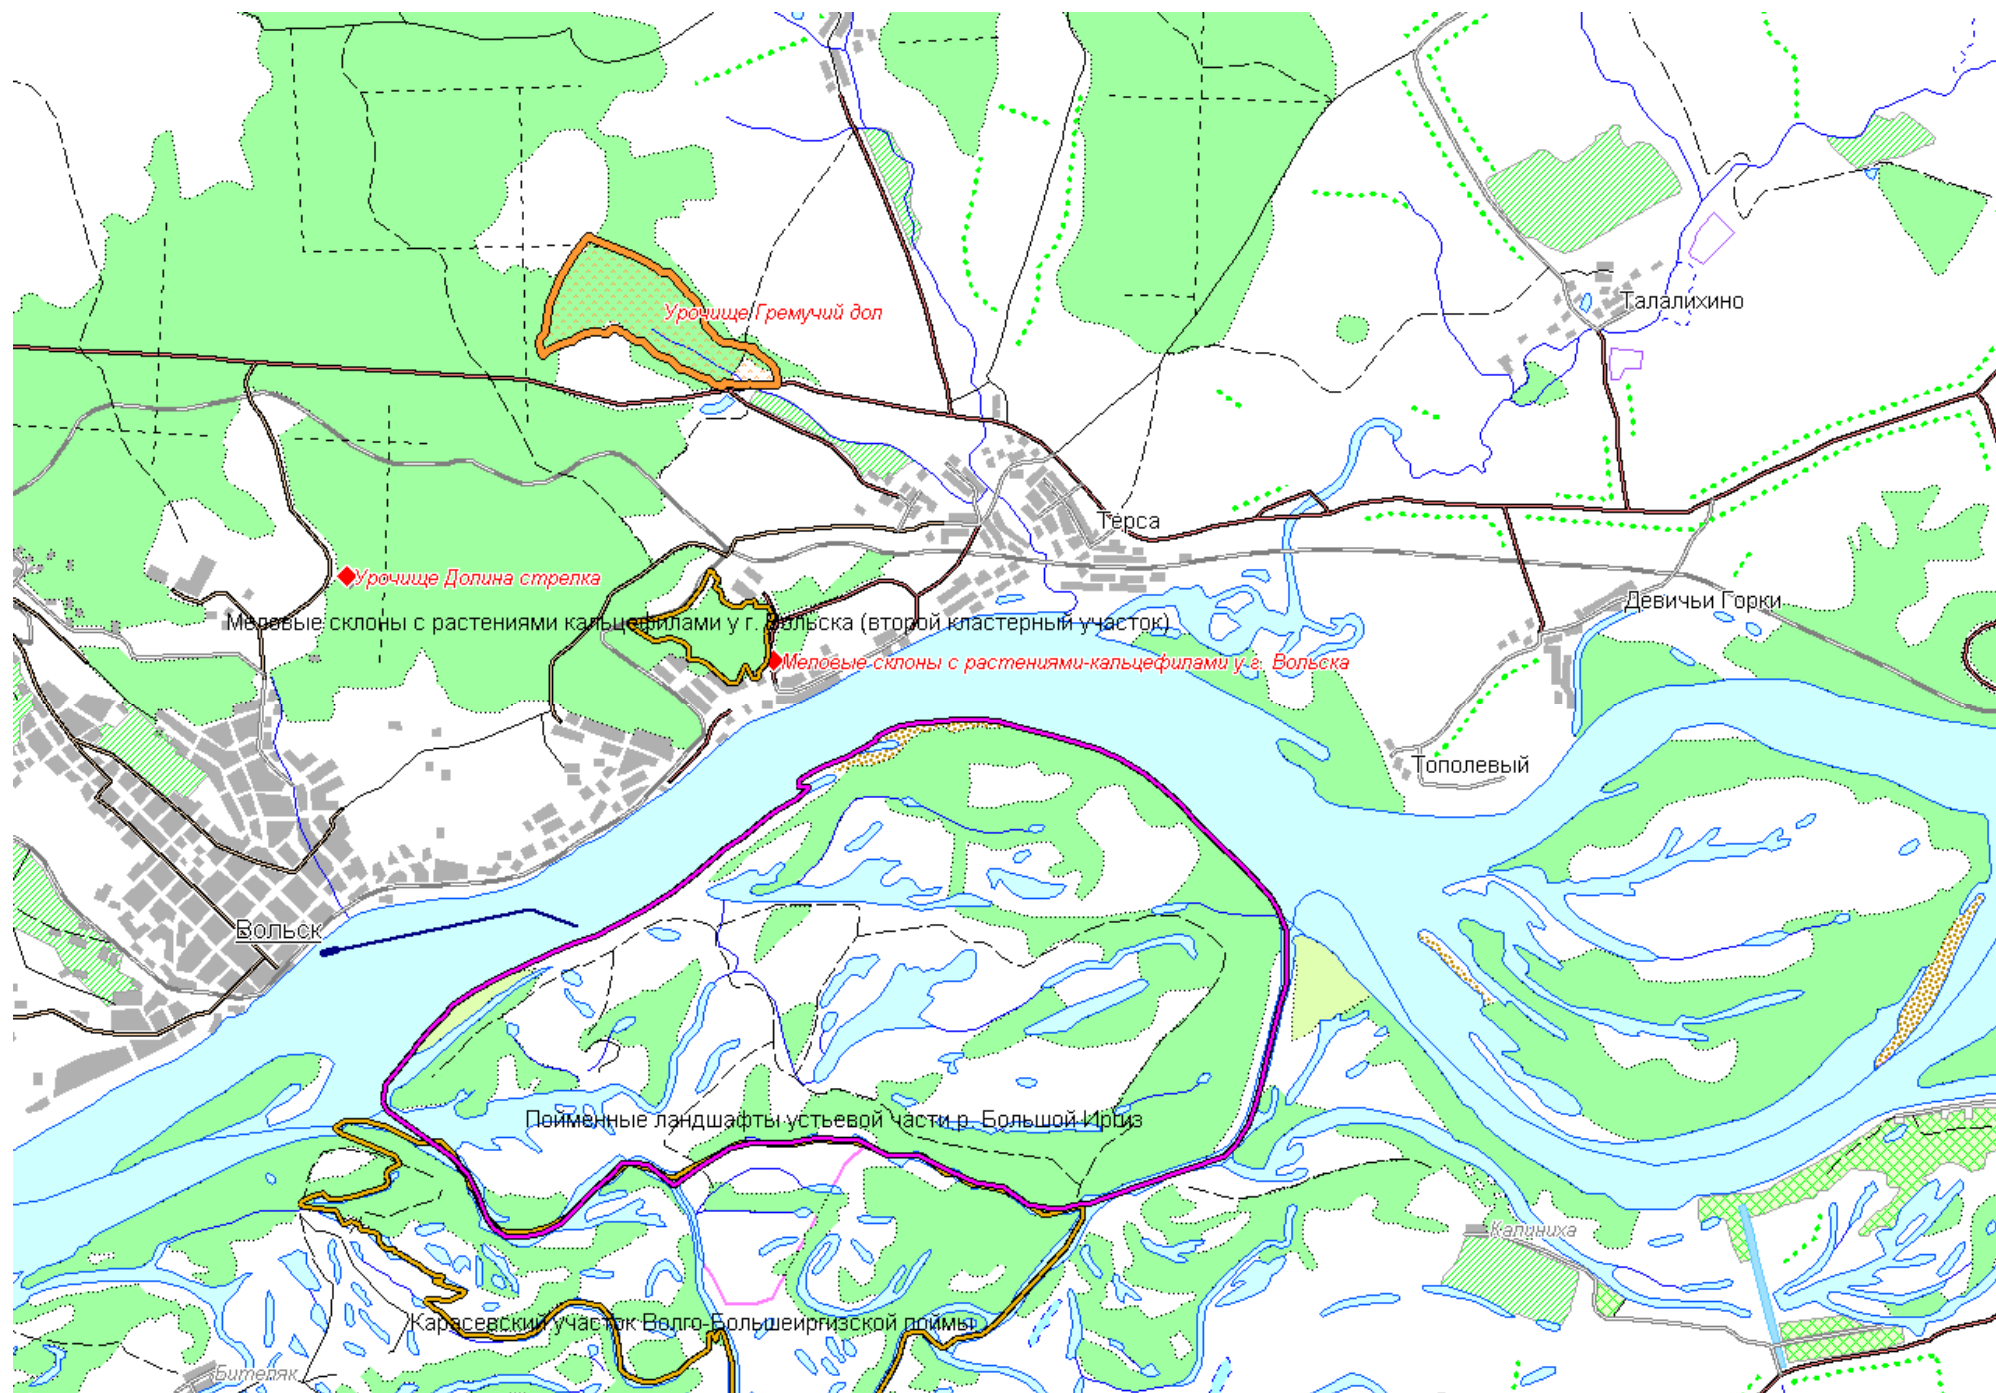 Талалихино
Урочище Гремучий дол
Терса
Урочище Долина стрелка
Девичьи Горки
Меловые склоны с растениями кальцефилами у г. Вольска (второй кластерный участок)
Меловые склоны с растениями-кальцефилами у г. Вольска
Тополевый
Вольск
Пойменные ландшафты устьевой части р. Большой Иргиз
Калиниха
Карасевский участок Волго-Большеиргизской поймы
Битепяк